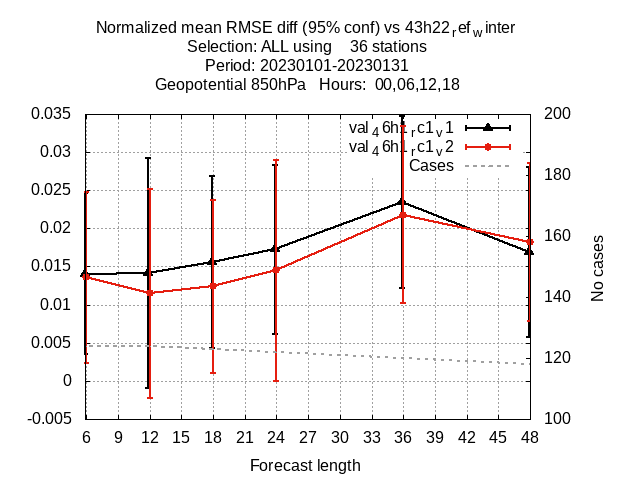 Normalized mean RMSE diff (95% conf) vs 43h22refwinter
Selection: ALL using 36 stations
Period: 20230101-20230131
Geopotential 850hPa Hours: 00,06,12,18
0.035 200
val46h1rc1v1
0.03 val46h1rc1v2
Cases
0.025 180
0.02 160
0.015
0.01 140
0.005 120
0
-0.005 100
6 9 12 15 18 21 24 27 30 33 36 39 42 45 48
Forecast length
No cases